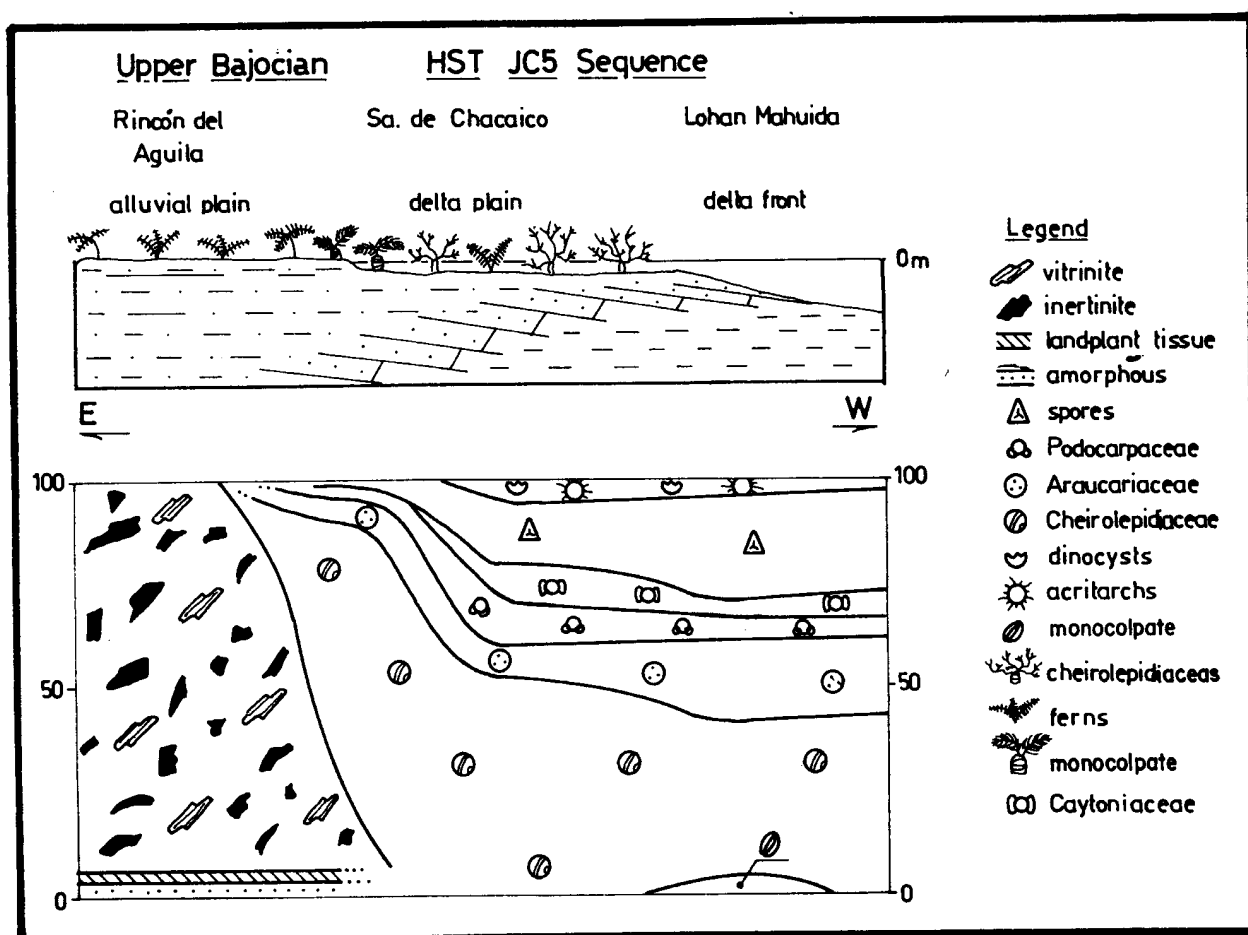 Upper Bajocian HST JC5 Sequence
Rincón del Aguila
Sa. de Chacaico
Lohan Mahuida
alluvial plain
delta plain
delta front
0m
E
W
100
50
0
100
50
0
Legend
vitrinite
inertinite
landplant tissue
amorphous
spores
Podocarpaceae
Araucariaceae
Cheirolepidiaceae
dinocysts
acritarchs
monocolpate
cheirolepidiaceas
ferns
monocolpate
Caytoniaceae